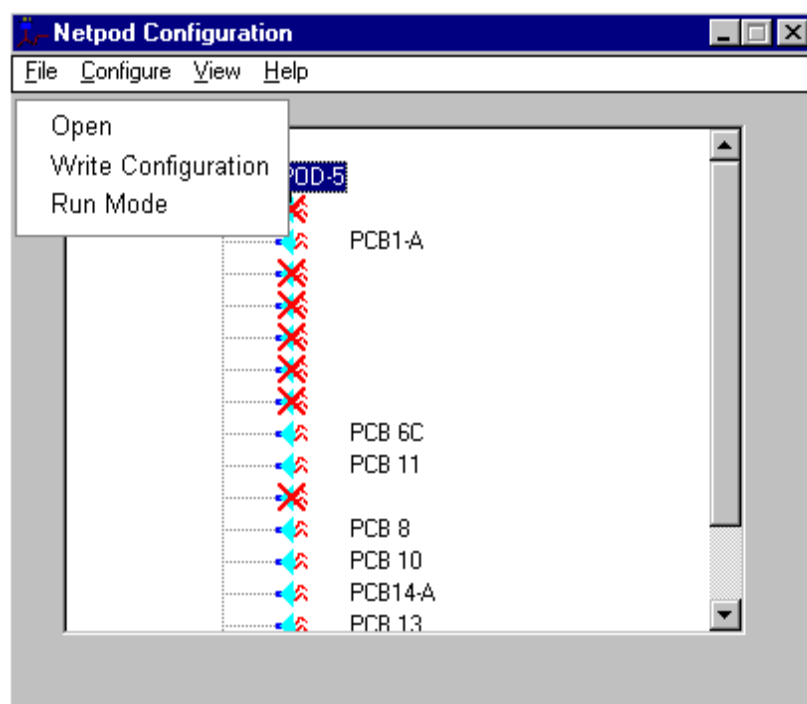 Netpod Configuration
File Configure View Help
Open
Write Configuration
Run Mode
POD-5
PCB1-A
PCB 6C
PCB 11
PCB 8
PCB 10
PCB14-A
PCB 13